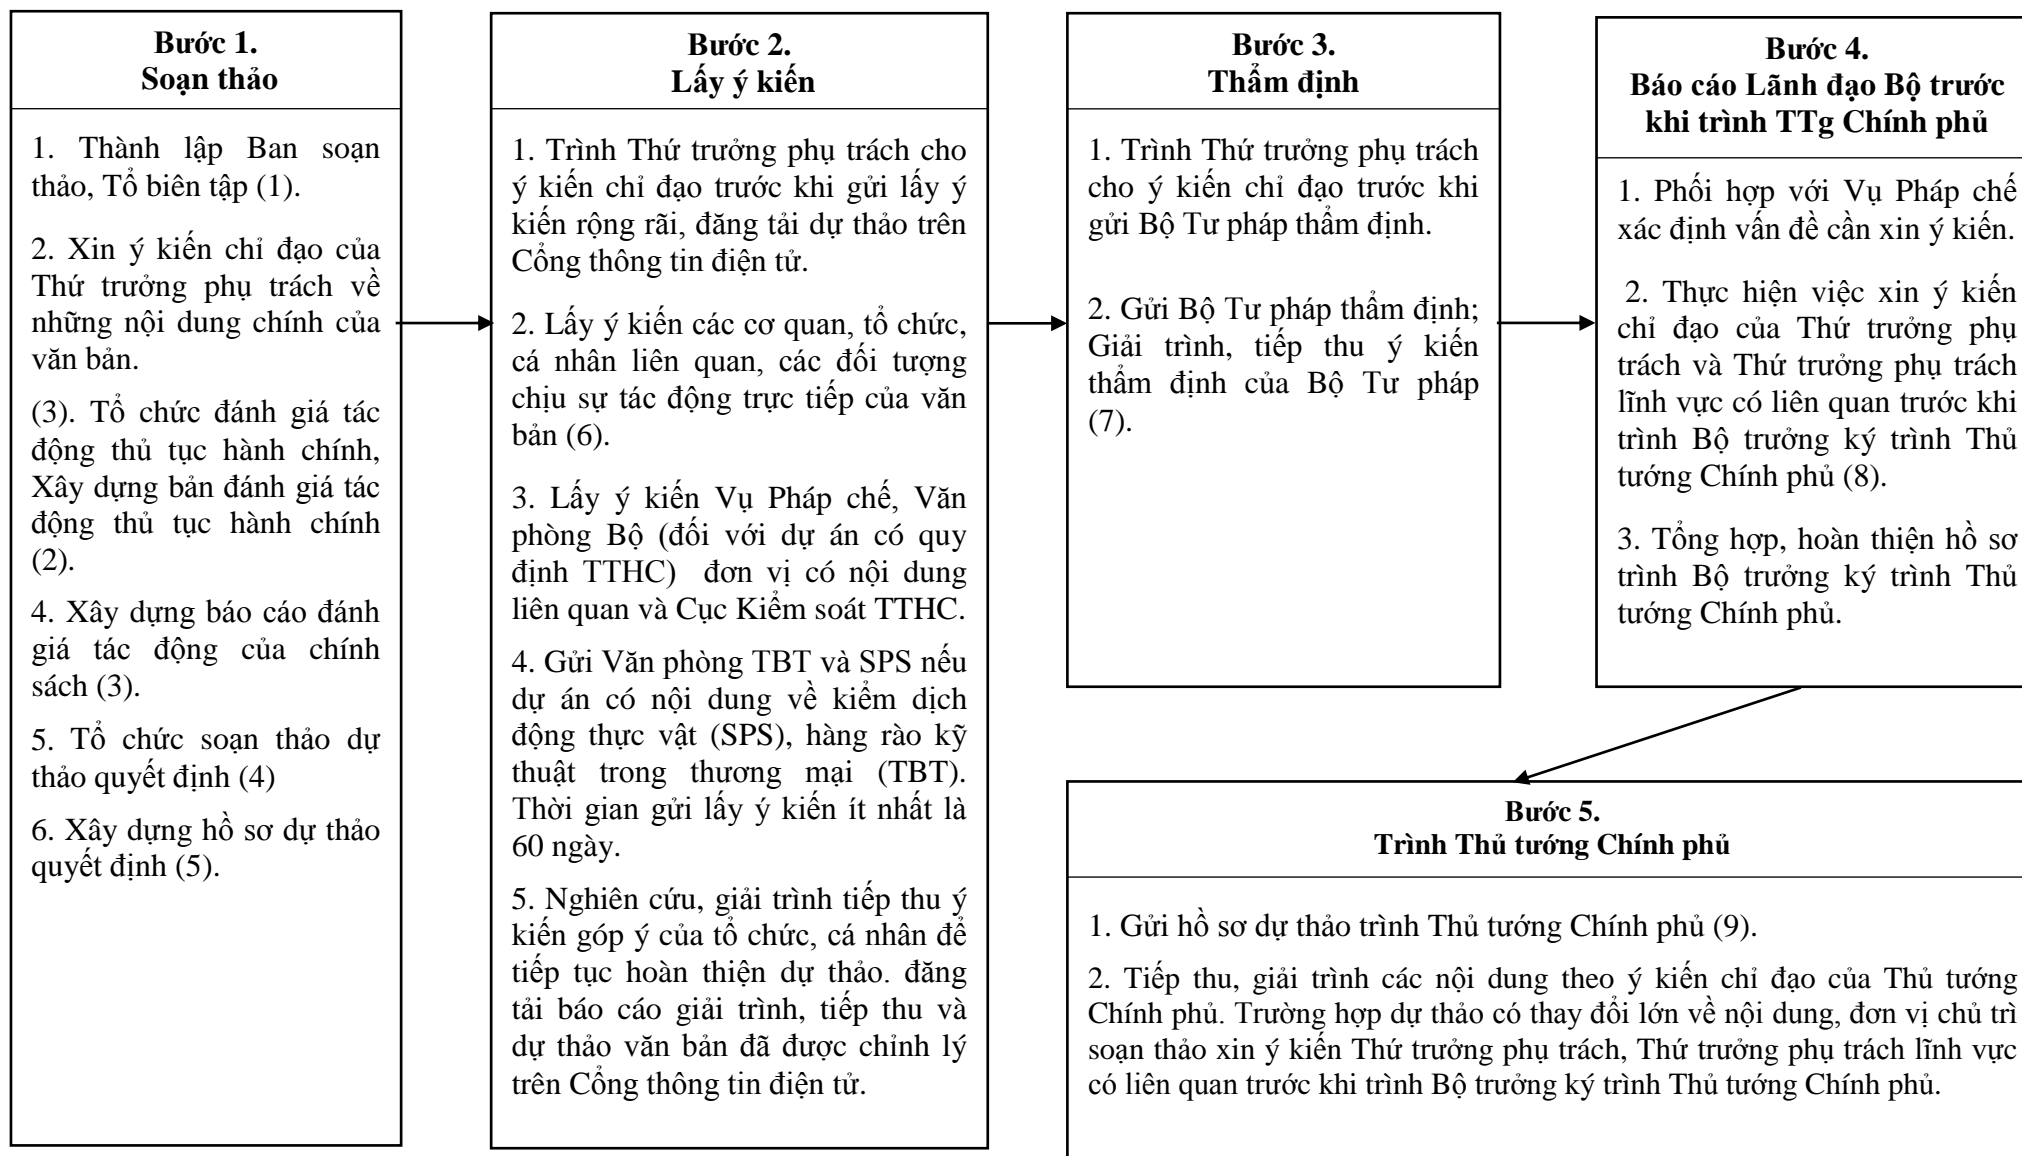 Bước 1.
Soạn thảo
1. Thành lập Ban soạn
thảo, Tổ biên tập (1).
2. Xin ý kiến chỉ đạo của
Thứ trưởng phụ trách về
những nội dung chính của
văn bản.
(3). Tổ chức đánh giá tác
động thủ tục hành chính,
Xây dựng bản đánh giá tác
động thủ tục hành chính
(2).
4. Xây dựng báo cáo đánh
giá tác động của chính
sách (3).
5. Tổ chức soạn thảo dự
thảo quyết định (4)
6. Xây dựng hồ sơ dự thảo
quyết định (5).
Bước 2.
Lấy ý kiến
1. Trình Thứ trưởng phụ trách cho
ý kiến chỉ đạo trước khi gửi lấy ý
kiến rộng rãi, đăng tải dự thảo trên
Cổng thông tin điện tử.
2. Lấy ý kiến các cơ quan, tổ chức,
cá nhân liên quan, các đối tượng
chịu sự tác động trực tiếp của văn
bản (6).
3. Lấy ý kiến Vụ Pháp chế, Văn
phòng Bộ (đối với dự án có quy
định TTHC) đơn vị có nội dung
liên quan và Cục Kiểm soát TTHC.
4. Gửi Văn phòng TBT và SPS nếu
dự án có nội dung về kiểm dịch
động thực vật (SPS), hàng rào kỹ
thuật trong thương mại (TBT).
Thời gian gửi lấy ý kiến ít nhất là
60 ngày.
5. Nghiên cứu, giải trình tiếp thu ý
kiến góp ý của tổ chức, cá nhân để
tiếp tục hoàn thiện dự thảo. đăng
tải báo cáo giải trình, tiếp thu và
dự thảo văn bản đã được chỉnh lý
trên Cổng thông tin điện tử.
Bước 3.
Thẩm định
1. Trình Thứ trưởng phụ trách
cho ý kiến chỉ đạo trước khi
gửi Bộ Tư pháp thẩm định.
2. Gửi Bộ Tư pháp thẩm định;
Giải trình, tiếp thu ý kiến
thẩm định của Bộ Tư pháp
(7).
Bước 4.
Báo cáo Lãnh đạo Bộ trước
khi trình TTg Chính phủ
1. Phối hợp với Vụ Pháp chế
xác định vấn đề cần xin ý kiến.
2. Thực hiện việc xin ý kiến
chỉ đạo của Thứ trưởng phụ
trách và Thứ trưởng phụ trách
lĩnh vực có liên quan trước khi
trình Bộ trưởng ký trình Thủ
tướng Chính phủ (8).
3. Tổng hợp, hoàn thiện hồ sơ
trình Bộ trưởng ký trình Thủ
tướng Chính phủ.
Bước 5.
Trình Thủ tướng Chính phủ
1. Gửi hồ sơ dự thảo trình Thủ tướng Chính phủ (9).
2. Tiếp thu, giải trình các nội dung theo ý kiến chỉ đạo của Thủ tướng
Chính phủ. Trường hợp dự thảo có thay đổi lớn về nội dung, đơn vị chủ trì
soạn thảo xin ý kiến Thứ trưởng phụ trách, Thứ trưởng phụ trách lĩnh vực
có liên quan trước khi trình Bộ trưởng ký trình Thủ tướng Chính phủ.